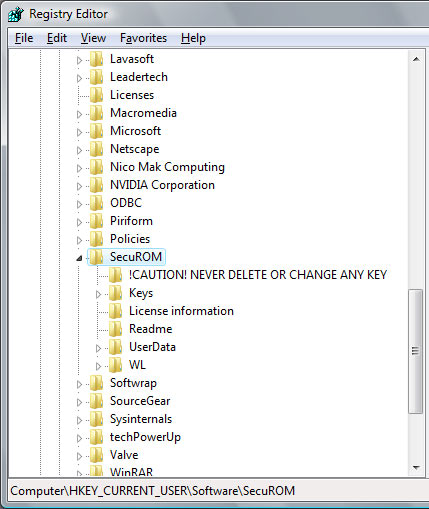 Registry Editor
File Edit View Favorites Help
Lavasoft
Leadertech
Licenses
Macromedia
Microsoft
Netscape
Nico Mak Computing
NVIDIA Corporation
ODBC
Piriform
Policies
SecuROM
!CAUTION! NEVER DELETE OR CHANGE ANY KEY
Keys
License information
Readme
UserData
WL
Softwrap
SourceGear
Sysinternals
techPowerUp
Valve
WinRAR
Computer\HKEY_CURRENT_USER\Software\SecuROM